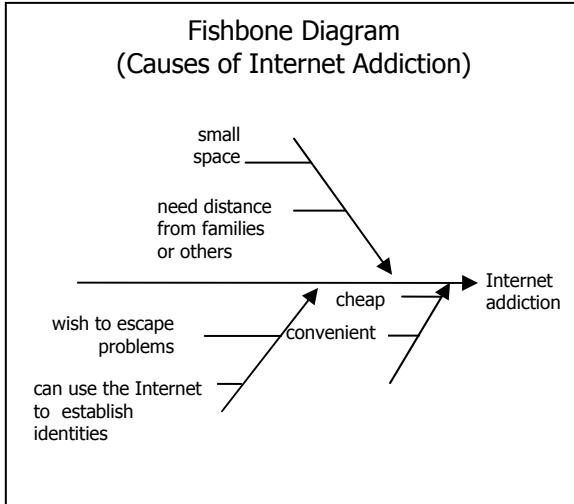 Fishbone Diagram
(Causes of Internet Addiction)
small
space
need distance
from families
or others
Internet
addiction
cheap
convenient
wish to escape
problems
can use the Internet
to establish
identities